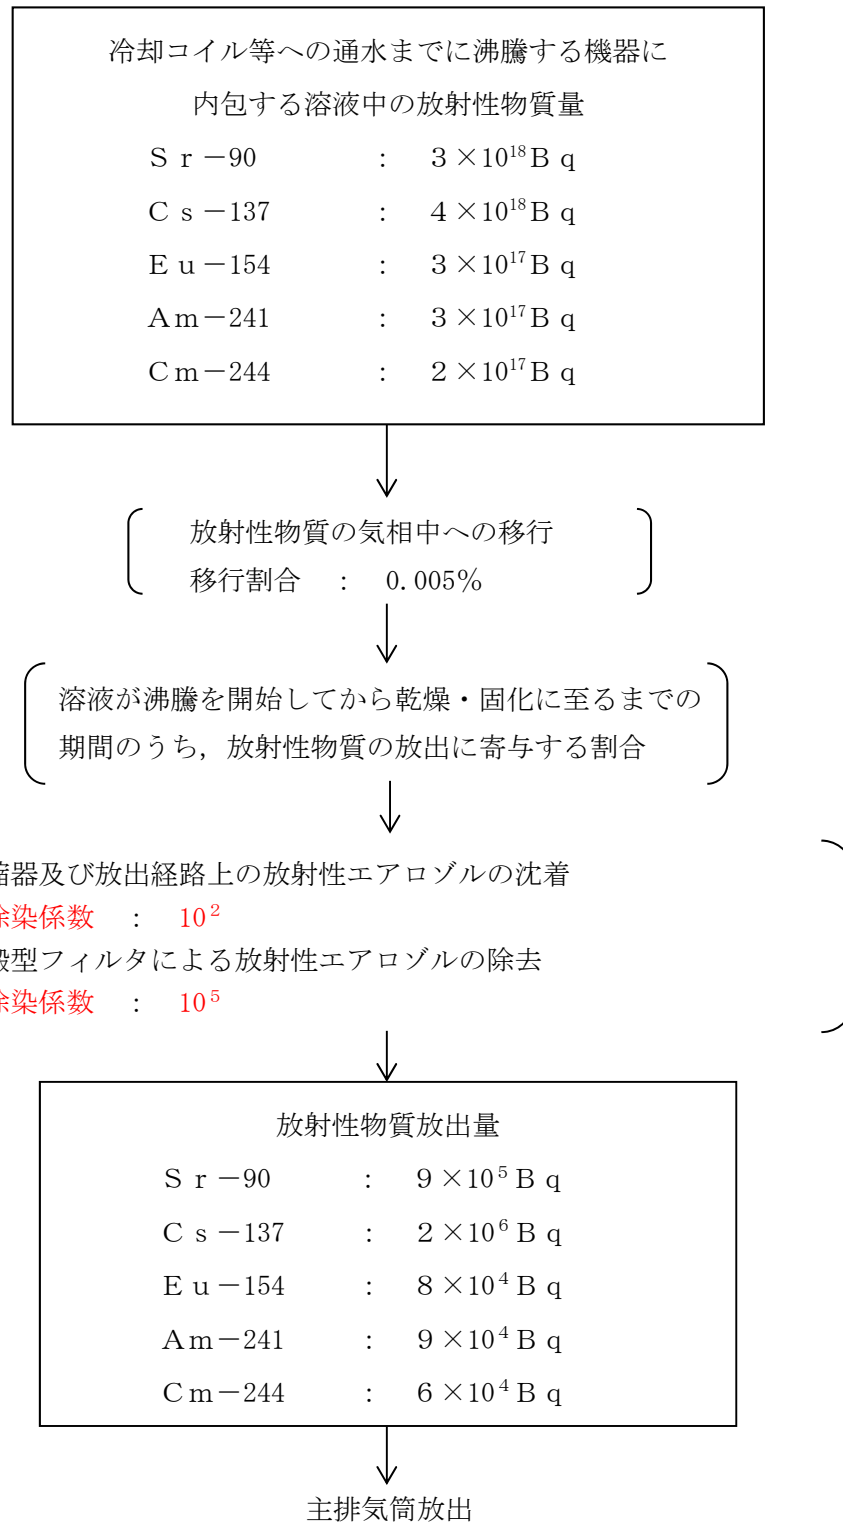 冷却コイル等への通水までに沸騰する機器に
内包する溶液中の放射性物質量
Ｓｒ－90 : ３×10¹⁸Ｂｑ
Ｃｓ－137 : ４×10¹⁸Ｂｑ
Ｅｕ－154 : ３×10¹⁷Ｂｑ
Ａｍ－241 : ３×10¹⁷Ｂｑ
Ｃｍ－244 : ２×10¹⁷Ｂｑ
放射性物質の気相中への移行
移行割合 : 0.005％
溶液が沸騰を開始してから乾燥・固化に至るまでの
期間のうち，放射性物質の放出に寄与する割合
器及び放出経路上の放射性エアロゾルの沈着
除染係数 : 10²
型フィルタによる放射性エアロゾルの除去
除染係数 : 10⁵
放射性物質放出量
Ｓｒ－90 : ９×10⁵Ｂｑ
Ｃｓ－137 : ２×10⁶Ｂｑ
Ｅｕ－154 : ８×10⁴Ｂｑ
Ａｍ－241 : ９×10⁴Ｂｑ
Ｃｍ－244 : ６×10⁴Ｂｑ
主排気筒放出